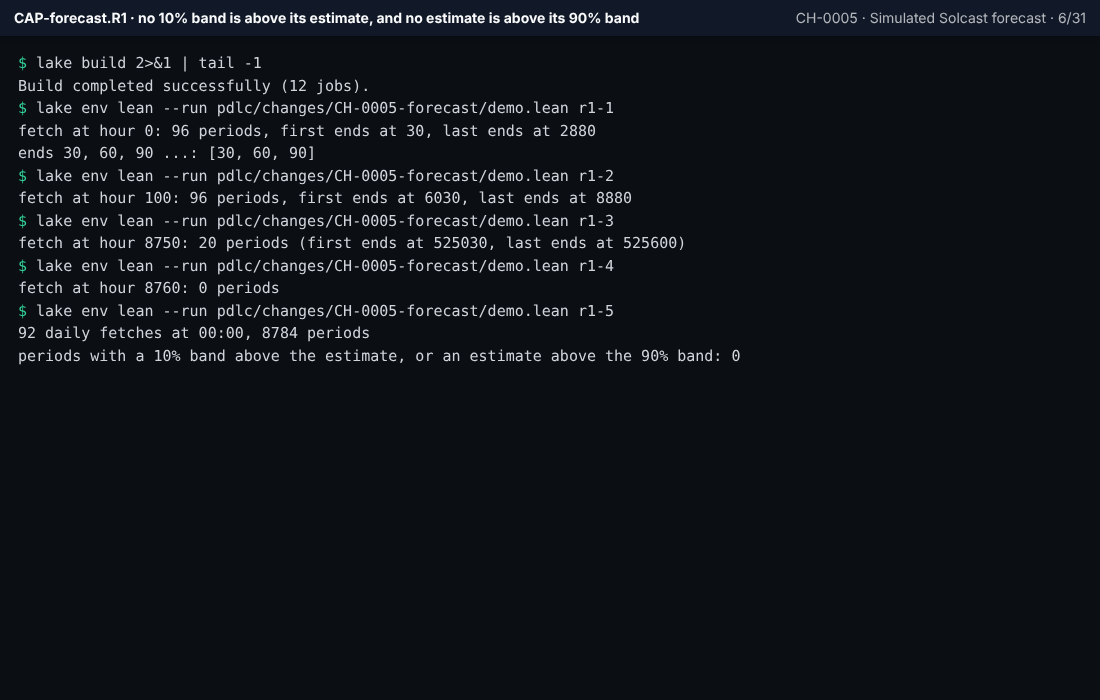 CAP-forecast.R1 · no 10% band is above its estimate, and no estimate is above its 90% band
CH-0005 · Simulated Solcast forecast · 6/31
$ lake build 2>&1 | tail -1
Build completed successfully (12 jobs).
$ lake env lean --run pdlc/changes/CH-0005-forecast/demo.lean r1-1
fetch at hour 0: 96 periods, first ends at 30, last ends at 2880
ends 30, 60, 90 ...: [30, 60, 90]
$ lake env lean --run pdlc/changes/CH-0005-forecast/demo.lean r1-2
fetch at hour 100: 96 periods, first ends at 6030, last ends at 8880
$ lake env lean --run pdlc/changes/CH-0005-forecast/demo.lean r1-3
fetch at hour 8750: 20 periods (first ends at 525030, last ends at 525600)
$ lake env lean --run pdlc/changes/CH-0005-forecast/demo.lean r1-4
fetch at hour 8760: 0 periods
$ lake env lean --run pdlc/changes/CH-0005-forecast/demo.lean r1-5
92 daily fetches at 00:00, 8784 periods
periods with a 10% band above the estimate, or an estimate above the 90% band: 0